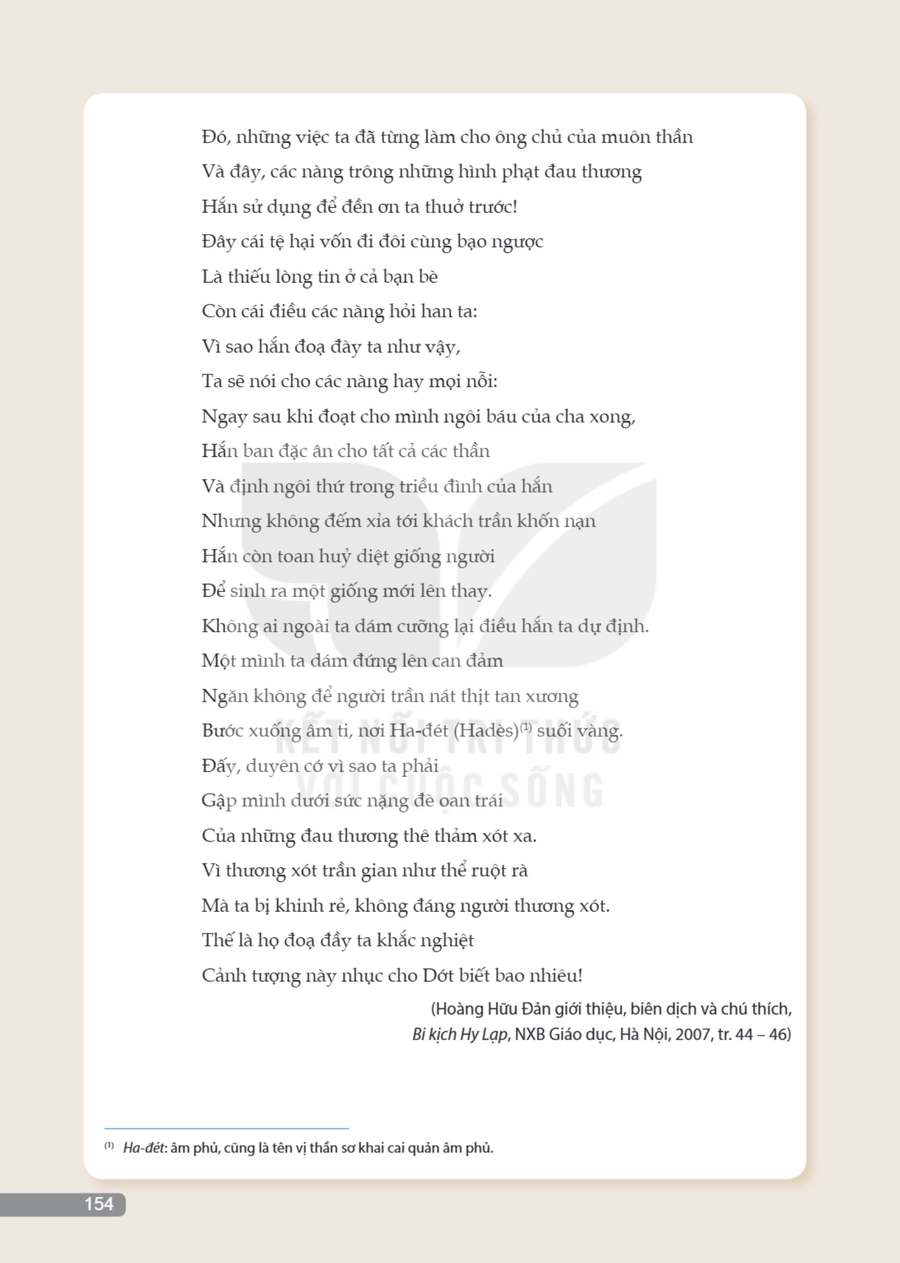 Đó, những việc ta đã từng làm cho ông chủ của muôn thần
Và đây, các nàng trông những hình phạt đau thương
Hắn sử dụng để đền ơn ta thuở trước!
Đây cái tệ hại vốn đi đôi cùng bạo ngược
Là thiếu lòng tin ở cả bạn bè
Còn cái điều các nàng hỏi han ta:
Vì sao hắn đoạ đày ta như vậy,
Ta sẽ nói cho các nàng hay mọi nỗi:
Ngay sau khi đoạt cho mình ngôi báu của cha xong,
Hắn ban đặc ân cho tất cả các thần
Và định ngôi thứ trong triều đình của hắn
Nhưng không đếm xỉa tới khách trần khốn nạn
Hắn còn toan huỷ diệt giống người
Để sinh ra một giống mới lên thay.
Không ai ngoài ta dám cưỡng lại điều hắn ta dự định.
Một mình ta dám đứng lên can đảm
Ngăn không để người trần nát thịt tan xương
Bước xuống âm ti, nơi Ha-đét (Hadès)(1) suối vàng.
KẾT NỐI TRI THỨC
Đấy, duyên cớ vì sao ta phải
VỚI CUỘC SỐNG
Gập mình dưới sức nặng đè oan trái
Của những đau thương thê thảm xót xa.
Vì thương xót trần gian như thể ruột rà
Mà ta bị khinh rẻ, không đáng người thương xót.
Thế là họ đoạ đầy ta khắc nghiệt
Cảnh tượng này nhục cho Dớt biết bao nhiêu!
(Hoàng Hữu Đản giới thiệu, biên dịch và chú thích,
Bi kịch Hy Lạp, NXB Giáo dục, Hà Nội, 2007, tr. 44 – 46)
(1) Ha-đét: âm phủ, cũng là tên vị thần sơ khai cai quản âm phủ.
154